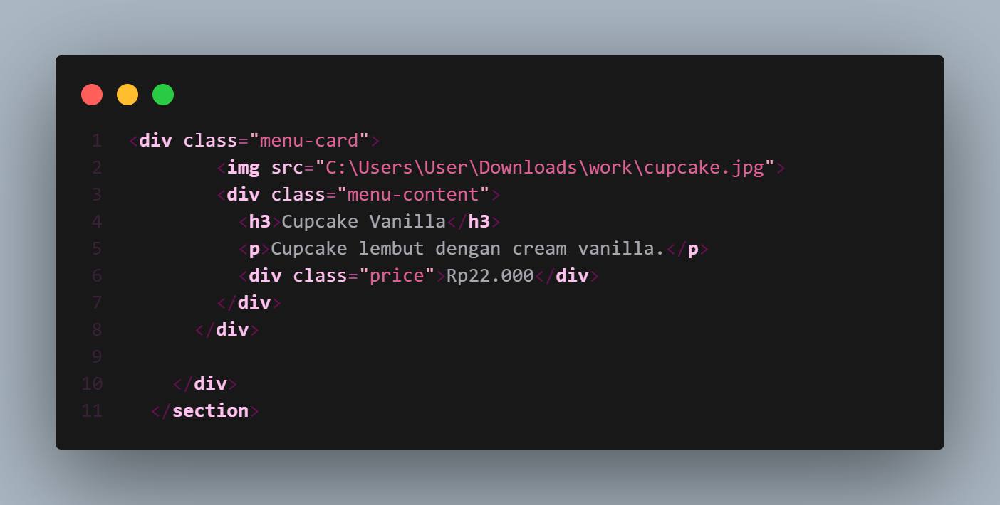 1 <div class="menu-card">
2         <img src="C:\Users\User\Downloads\work\cupcake.jpg">
3         <div class="menu-content">
4           <h3>Cupcake Vanilla</h3>
5           <p>Cupcake lembut dengan cream vanilla.</p>
6           <div class="price">Rp22.000</div>
7         </div>
8       </div>
9
10     </div>
11   </section>